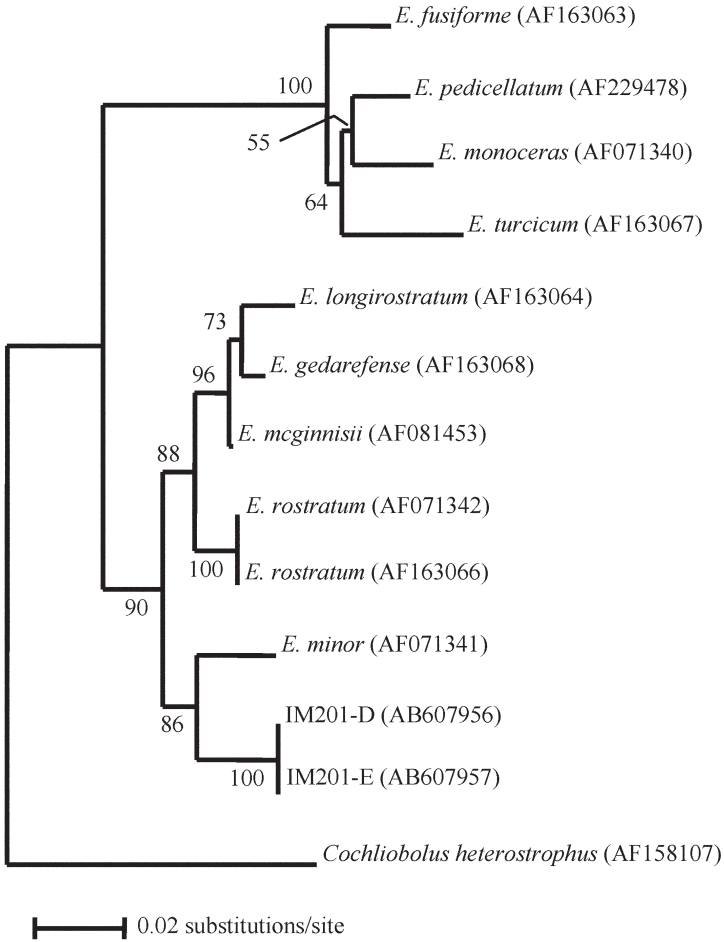 E. fusiforme (AF163063)
100
E. pedicellatum (AF229478)
55
E. monoceras (AF071340)
64
E. turcicum (AF163067)
E. longirostratum (AF163064)
73
E. gedarefense (AF163068)
96
E. mcginnisii (AF081453)
88
E. rostratum (AF071342)
100
E. rostratum (AF163066)
90
E. minor (AF071341)
86
IM201-D (AB607956)
100
IM201-E (AB607957)
Cochliobolus heterostrophus (AF158107)
0.02 substitutions/site